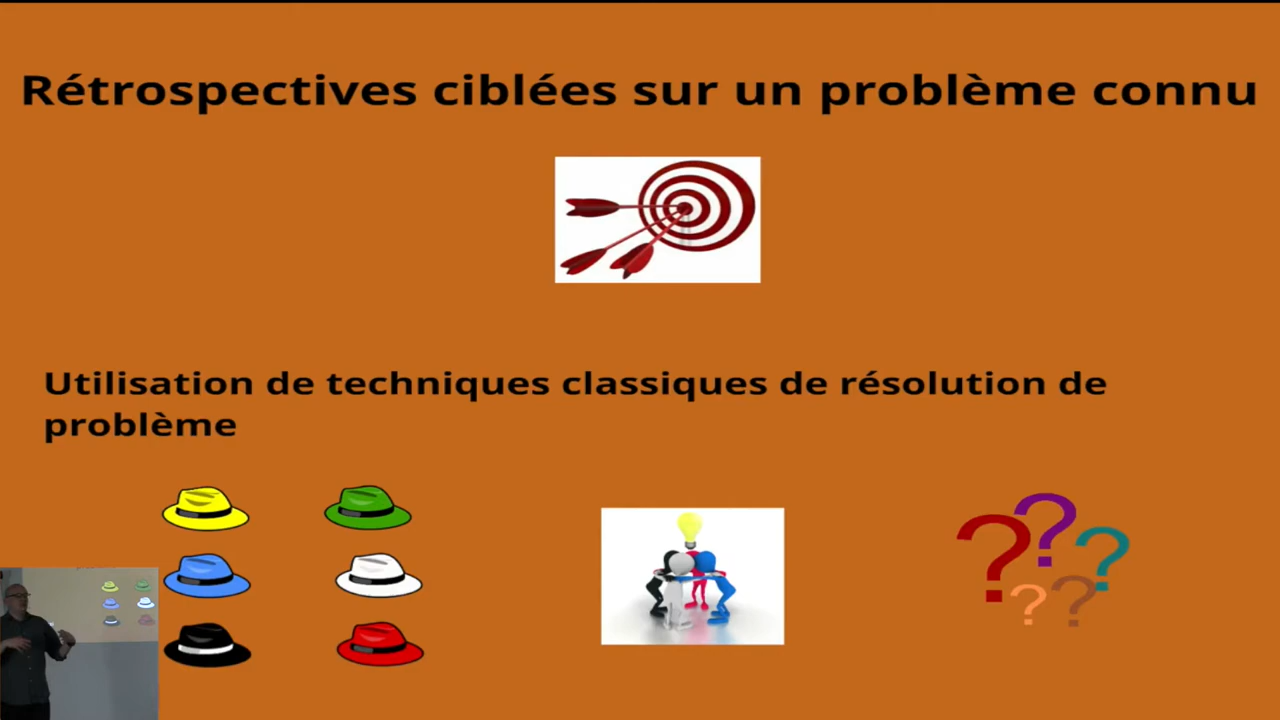 Rétrospectives ciblées sur un problème connu
Utilisation de techniques classiques de résolution de
problème
? ? ? ? ?